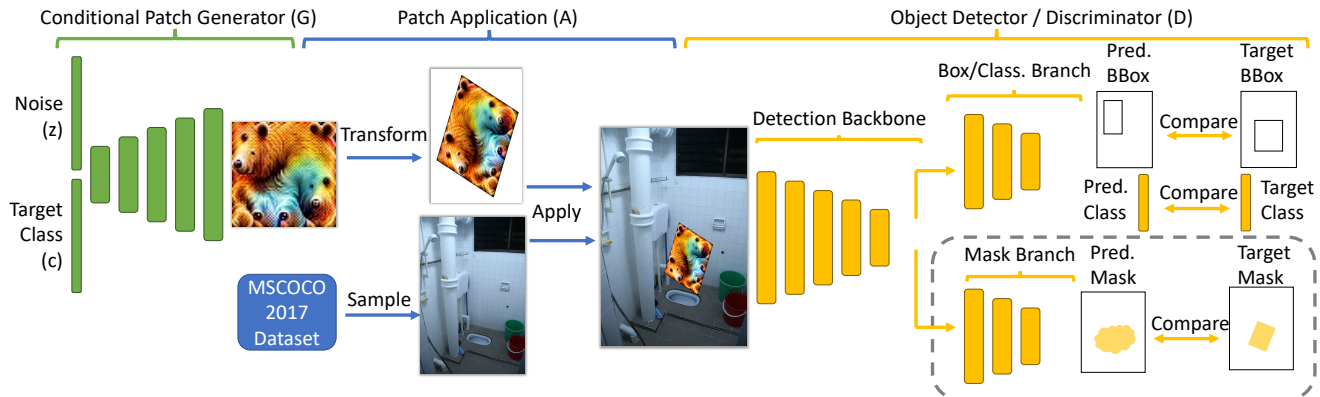 Conditional Patch Generator (G)
Patch Application (A)
Object Detector / Discriminator (D)
Noise
(z)
Target
Class
(c)
Transform
MSCOCO
2017
Dataset
Sample
Apply
Detection Backbone
Box/Class. Branch
Pred.
BBox
Target
BBox
Compare
Pred.
Class
Compare
Target
Class
Mask Branch
Pred.
Mask
Target
Mask
Compare